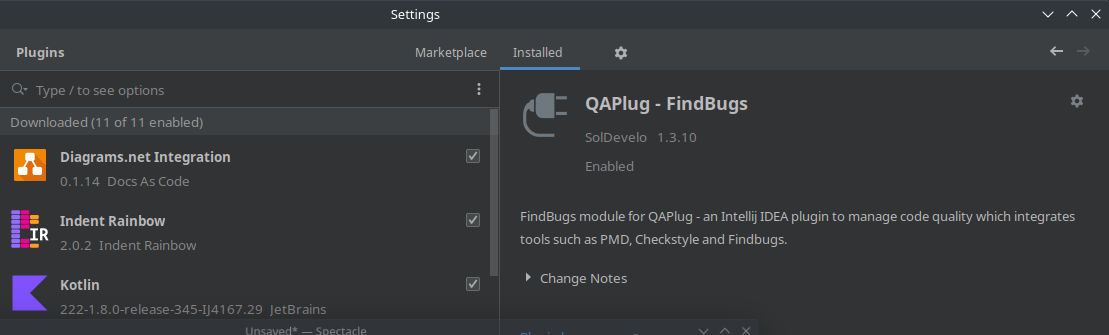 Settings
Plugins
Marketplace
Installed
Type / to see options
Downloaded (11 of 11 enabled)
Diagrams.net Integration
0.1.14 Docs As Code
IR
Indent Rainbow
2.0.2 Indent Rainbow
Kotlin
222-1.8.0-release-345-IJ4167.29 JetBrains
QAPlug - FindBugs
SolDevelo 1.3.10
Enabled
FindBugs module for QAPlug - an Intellij IDEA plugin to manage code quality which integrates
tools such as PMD, Checkstyle and Findbugs.
Change Notes
Unsaved* — Spectacle